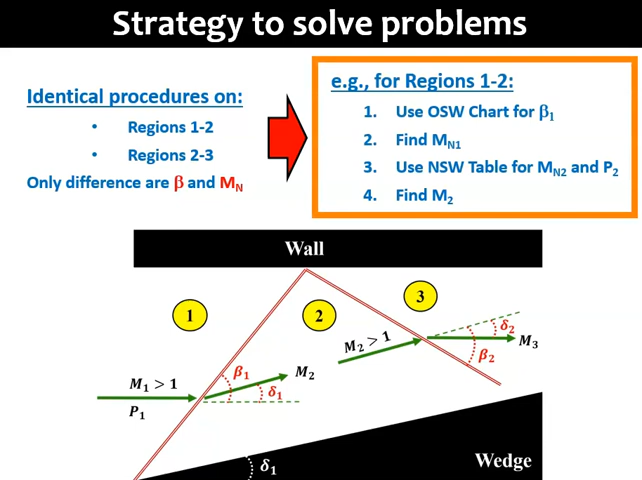 Strategy to solve problems
Identical procedures on:
• Regions 1-2
• Regions 2-3
Only difference are β and M_N
e.g., for Regions 1-2:
1. Use OSW Chart for β₁
2. Find M_N1
3. Use NSW Table for M_N2 and P₂
4. Find M₂
Wall
1
2
3
M₁ > 1
P₁
β₁
δ₁
M₂
M₂ > 1
δ₂
β₂
M₃
δ₁
Wedge